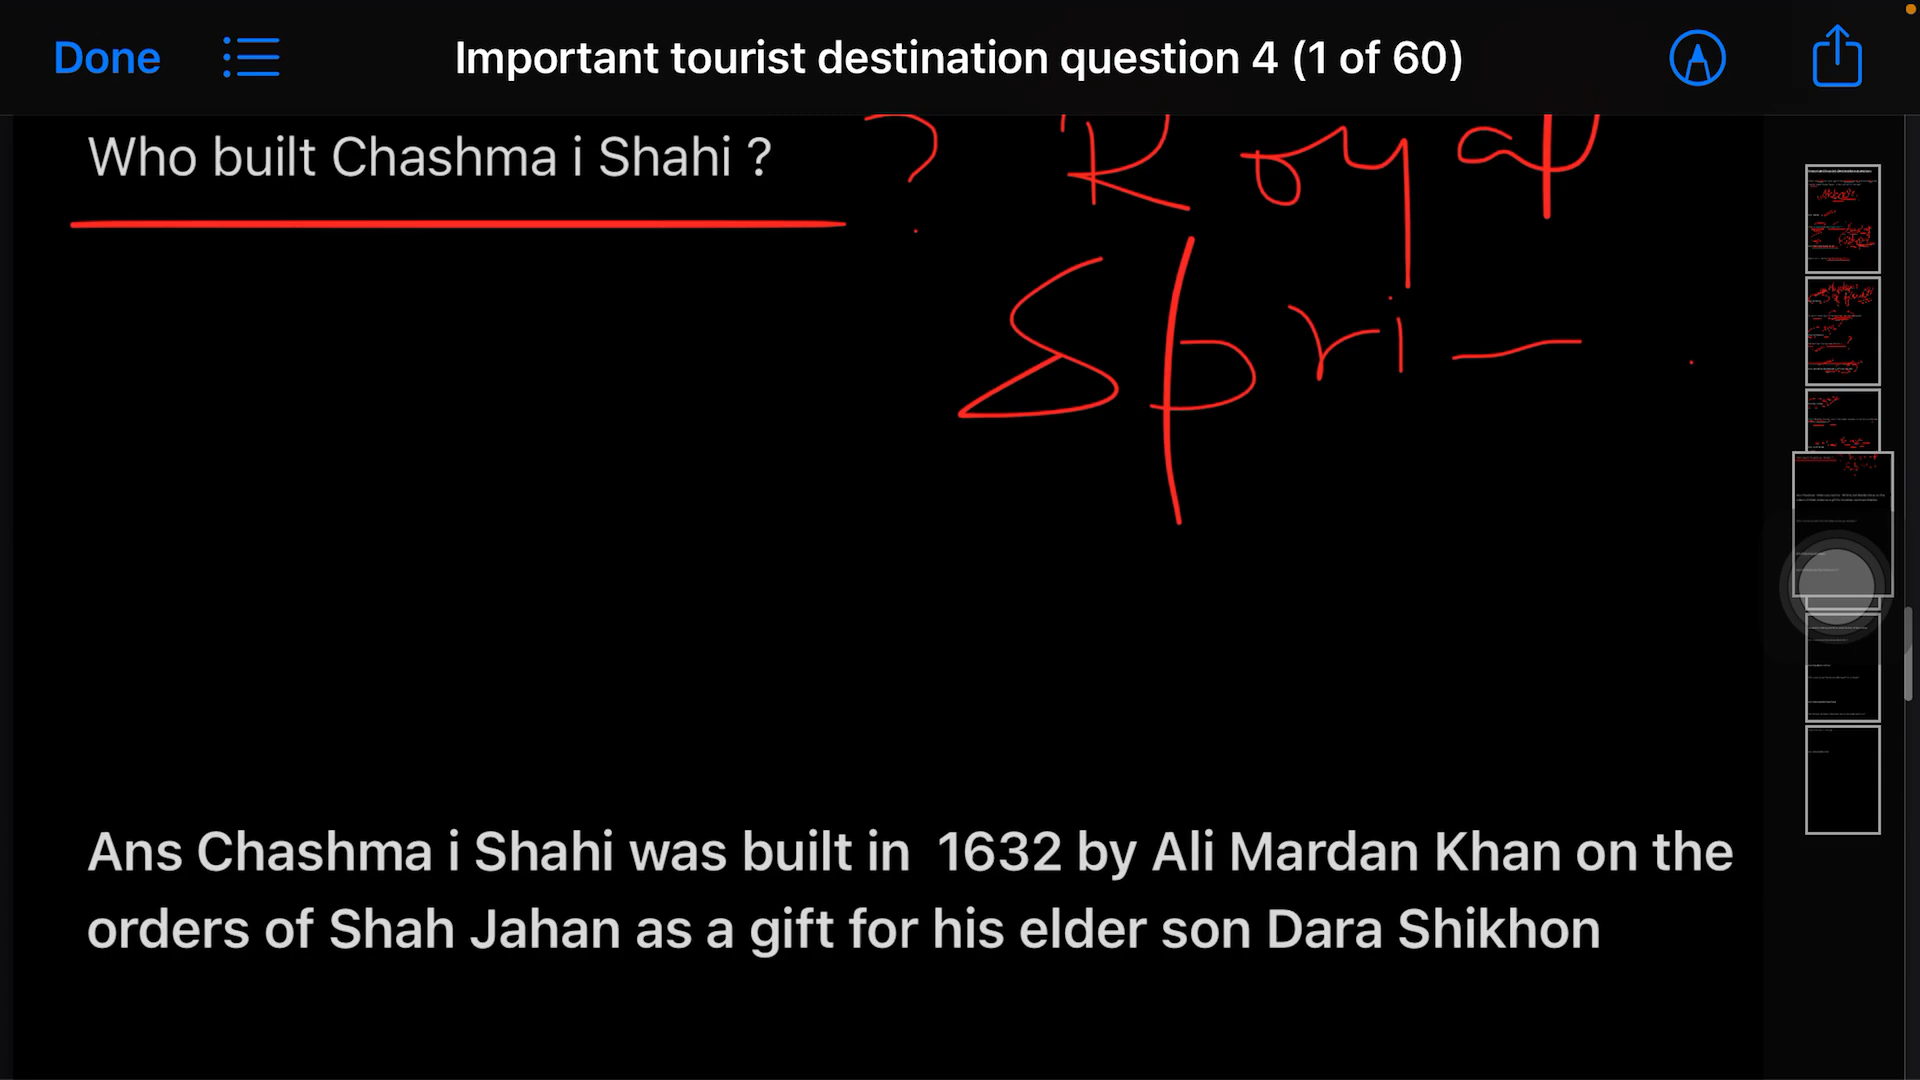 Done
Important tourist destination question 4 (1 of 60)
Who built Chashma i Shahi ?
? Royal
Spri
Ans Chashma i Shahi was built in 1632 by Ali Mardan Khan on the
orders of Shah Jahan as a gift for his elder son Dara Shikhon